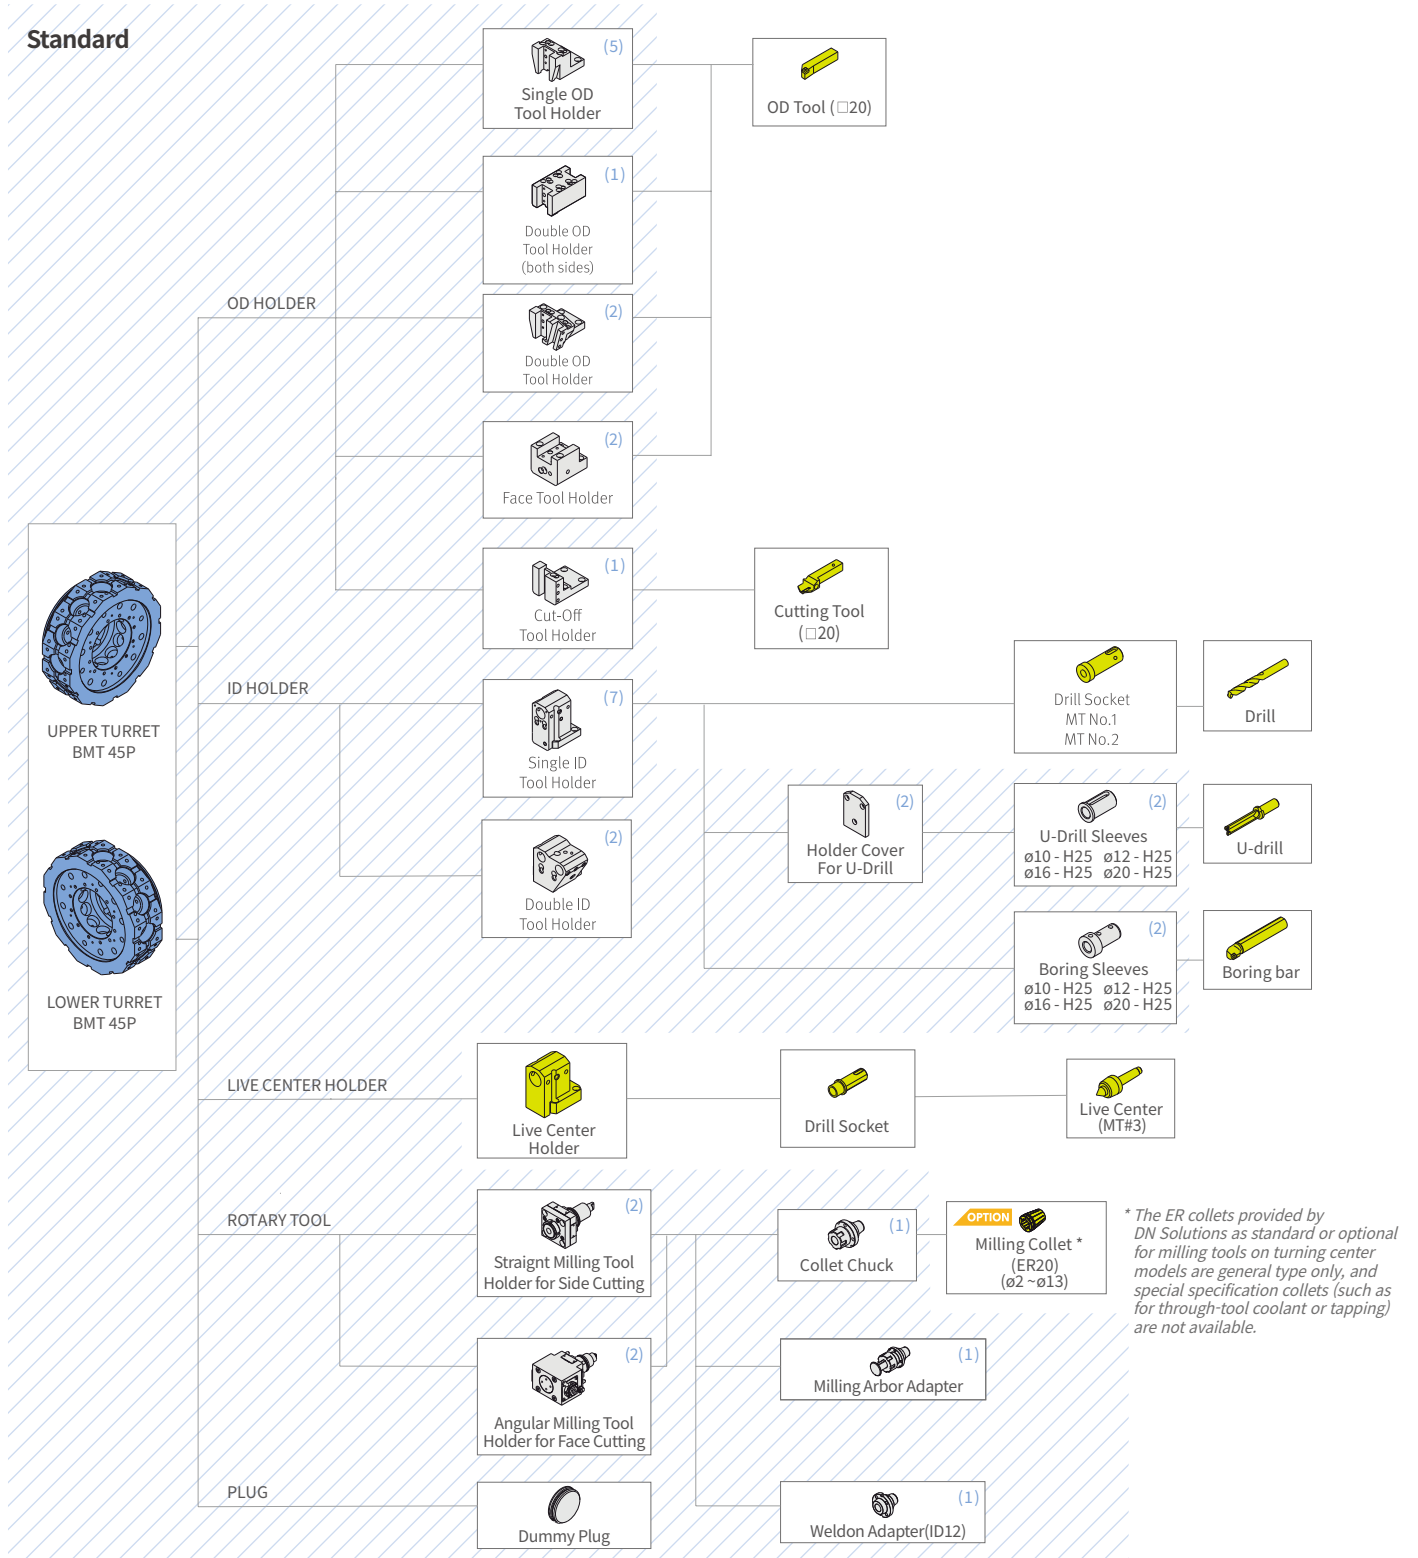 Standard
(5)
Single OD
Tool Holder
OD Tool (□20)
(1)
Double OD
Tool Holder
(both sides)
OD HOLDER
(2)
Double OD
Tool Holder
(2)
Face Tool Holder
(1)
Cut-Off
Tool Holder
Cutting Tool
(□20)
UPPER TURRET
BMT 45P
LOWER TURRET
BMT 45P
ID HOLDER
(7)
Single ID
Tool Holder
Drill Socket
MT No.1
MT No.2
Drill
(2)
Holder Cover
For U-Drill
(2)
U-Drill Sleeves
ø10 - H25 ø12 - H25
ø16 - H25 ø20 - H25
U-drill
(2)
Double ID
Tool Holder
(2)
Boring Sleeves
ø10 - H25 ø12 - H25
ø16 - H25 ø20 - H25
Boring bar
LIVE CENTER HOLDER
Live Center
Holder
Drill Socket
Live Center
(MT#3)
ROTARY TOOL
(2)
Straignt Milling Tool
Holder for Side Cutting
(1)
Collet Chuck
OPTION
Milling Collet *
(ER20)
(ø2 ~ø13)
* The ER collets provided by
DN Solutions as standard or optional
for milling tools on turning center
models are general type only, and
special specification collets (such as
for through-tool coolant or tapping)
are not available.
(2)
Angular Milling Tool
Holder for Face Cutting
(1)
Milling Arbor Adapter
PLUG
Dummy Plug
(1)
Weldon Adapter(ID12)